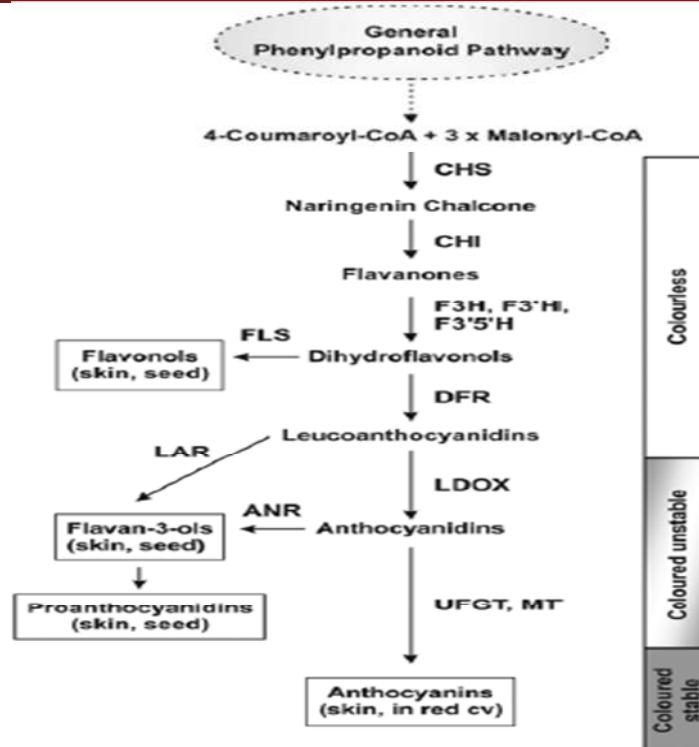 General
Phenylpropanoid Pathway
4-Coumaroyl-CoA + 3 x Malonyl-CoA
CHS
Naringenin Chalcone
CHI
Flavanones
F3H, F3'H,
F3'5'H
FLS
Flavonols
(skin, seed)
Dihydroflavonols
DFR
Leucoanthocyanidins
LAR
LDOX
ANR
Flavan-3-ols
(skin, seed)
Anthocyanidins
Proanthocyanidins
(skin, seed)
UFGT, MT
Anthocyanins
(skin, in red cv)
Colourless
Coloured unstable
Coloured
stable